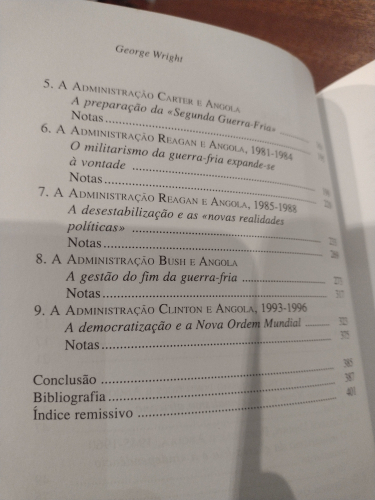 George Wright
5. A Administração Carter e Angola
A preparação da «Segunda Guerra-Fria»
Notas
6. A Administração Reagan e Angola, 1981-1984
O militarismo da guerra-fria expande-se
à vontade
Notas
7. A Administração Reagan e Angola, 1985-1988
A desestabilização e as «novas realidades
políticas»
Notas
8. A Administração Bush e Angola
A gestão do fim da guerra-fria
Notas
9. A Administração Clinton e Angola, 1993-1996
A democratização e a Nova Ordem Mundial
Notas
Conclusão
Bibliografia
Índice remissivo